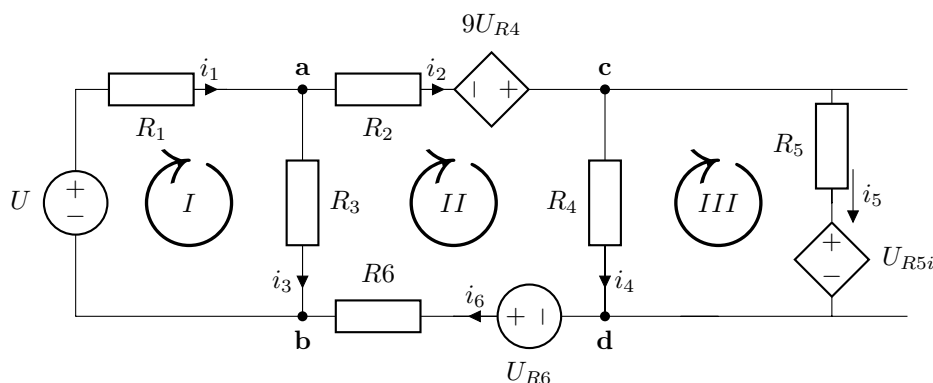 9U_{R4}
a
c
i_1
i_2
R_1
R_2
R_5
U
+
−
I
R_3
II
R_4
III
i_5
−
+
+
−
U_{R5i}
i_3
R6
i_6
i_4
+
−
b
d
U_{R6}